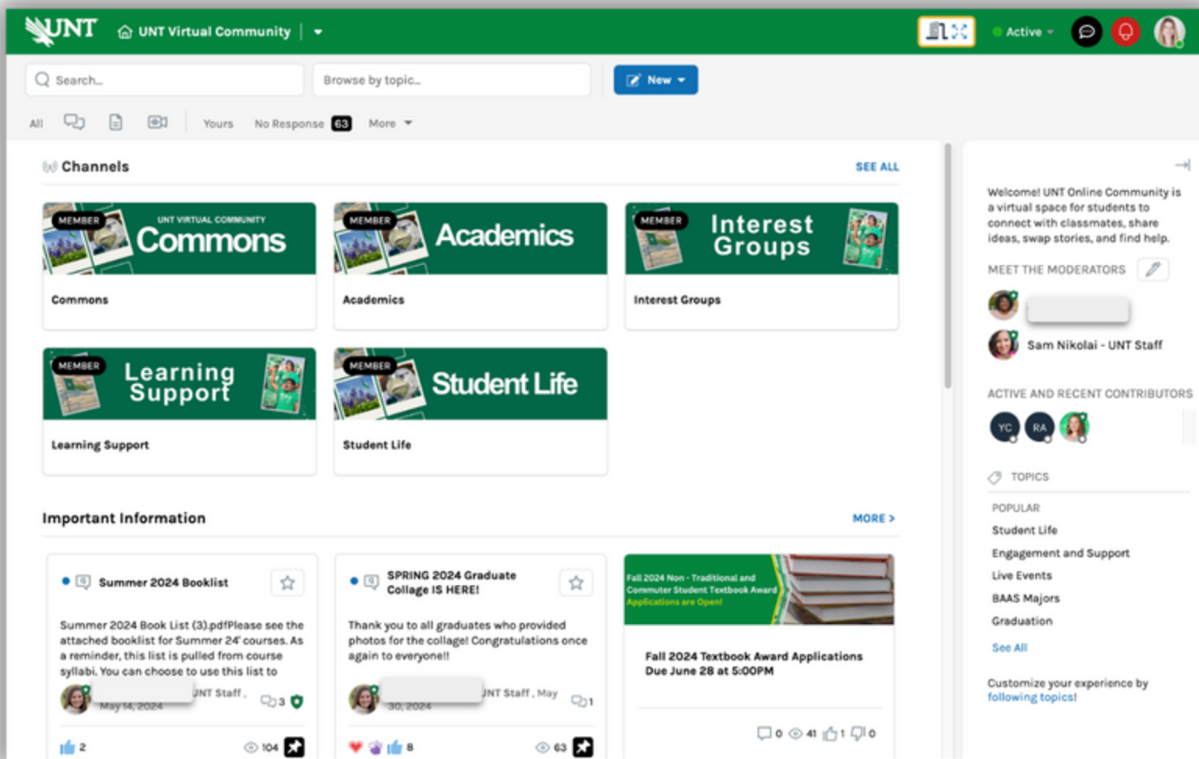 UNT UNT Virtual Community Active
Search...
Browse by topic...
New
All Yours No Response 63 More
Channels
SEE ALL
MEMBER
UNT VIRTUAL COMMUNITY
Commons
Commons
MEMBER
Academics
Academics
MEMBER
Interest
Groups
Interest Groups
MEMBER
Learning
Support
Learning Support
MEMBER
Student Life
Student Life
Important Information
MORE >
Summer 2024 Booklist
Summer 2024 Book List (3).pdfPlease see the
attached booklist for Summer 24' courses. As
a reminder, this list is pulled from course
syllabi. You can choose to use this list to
UNT Staff ,
May 14, 2024
3
2
104
SPRING 2024 Graduate
Collage IS HERE!
Thank you to all graduates who provided
photos for the collage! Congratulations once
again to everyone!!
UNT Staff , May
30, 2024
1
8
63
Fall 2024 Non - Traditional and
Commuter Student Textbook Award
Applications are Open!
Fall 2024 Textbook Award Applications
Due June 28 at 5:00PM
0 41 1 0
Welcome! UNT Online Community is
a virtual space for students to
connect with classmates, share
ideas, swap stories, and find help.
MEET THE MODERATORS
Sam Nikolai - UNT Staff
ACTIVE AND RECENT CONTRIBUTORS
YC RA
TOPICS
POPULAR
Student Life
Engagement and Support
Live Events
BAAS Majors
Graduation
See All
Customize your experience by
following topics!